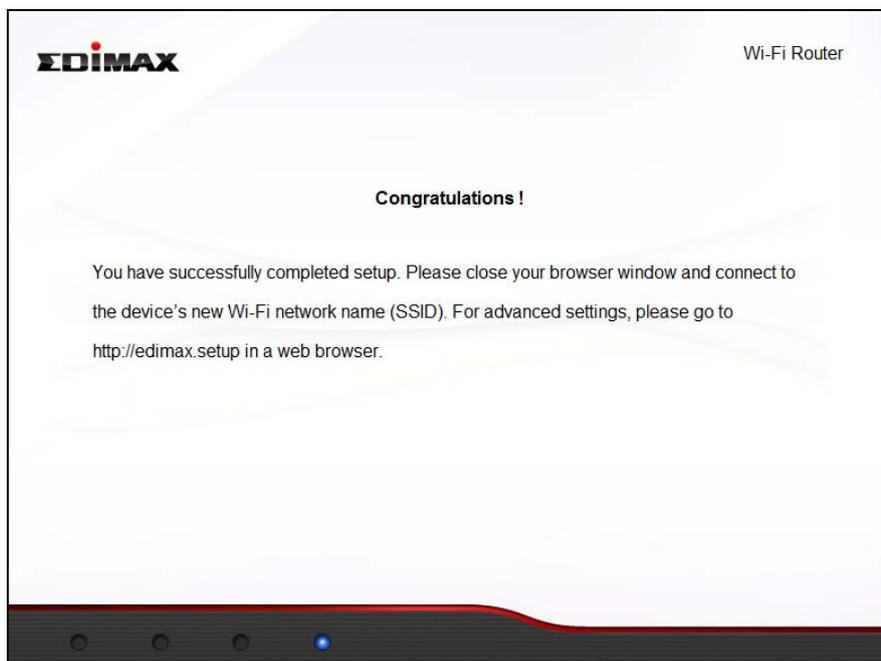 EDIMAX
Wi-Fi Router
Congratulations !
You have successfully completed setup. Please close your browser window and connect to
the device's new Wi-Fi network name (SSID). For advanced settings, please go to
http://edimax.setup in a web browser.